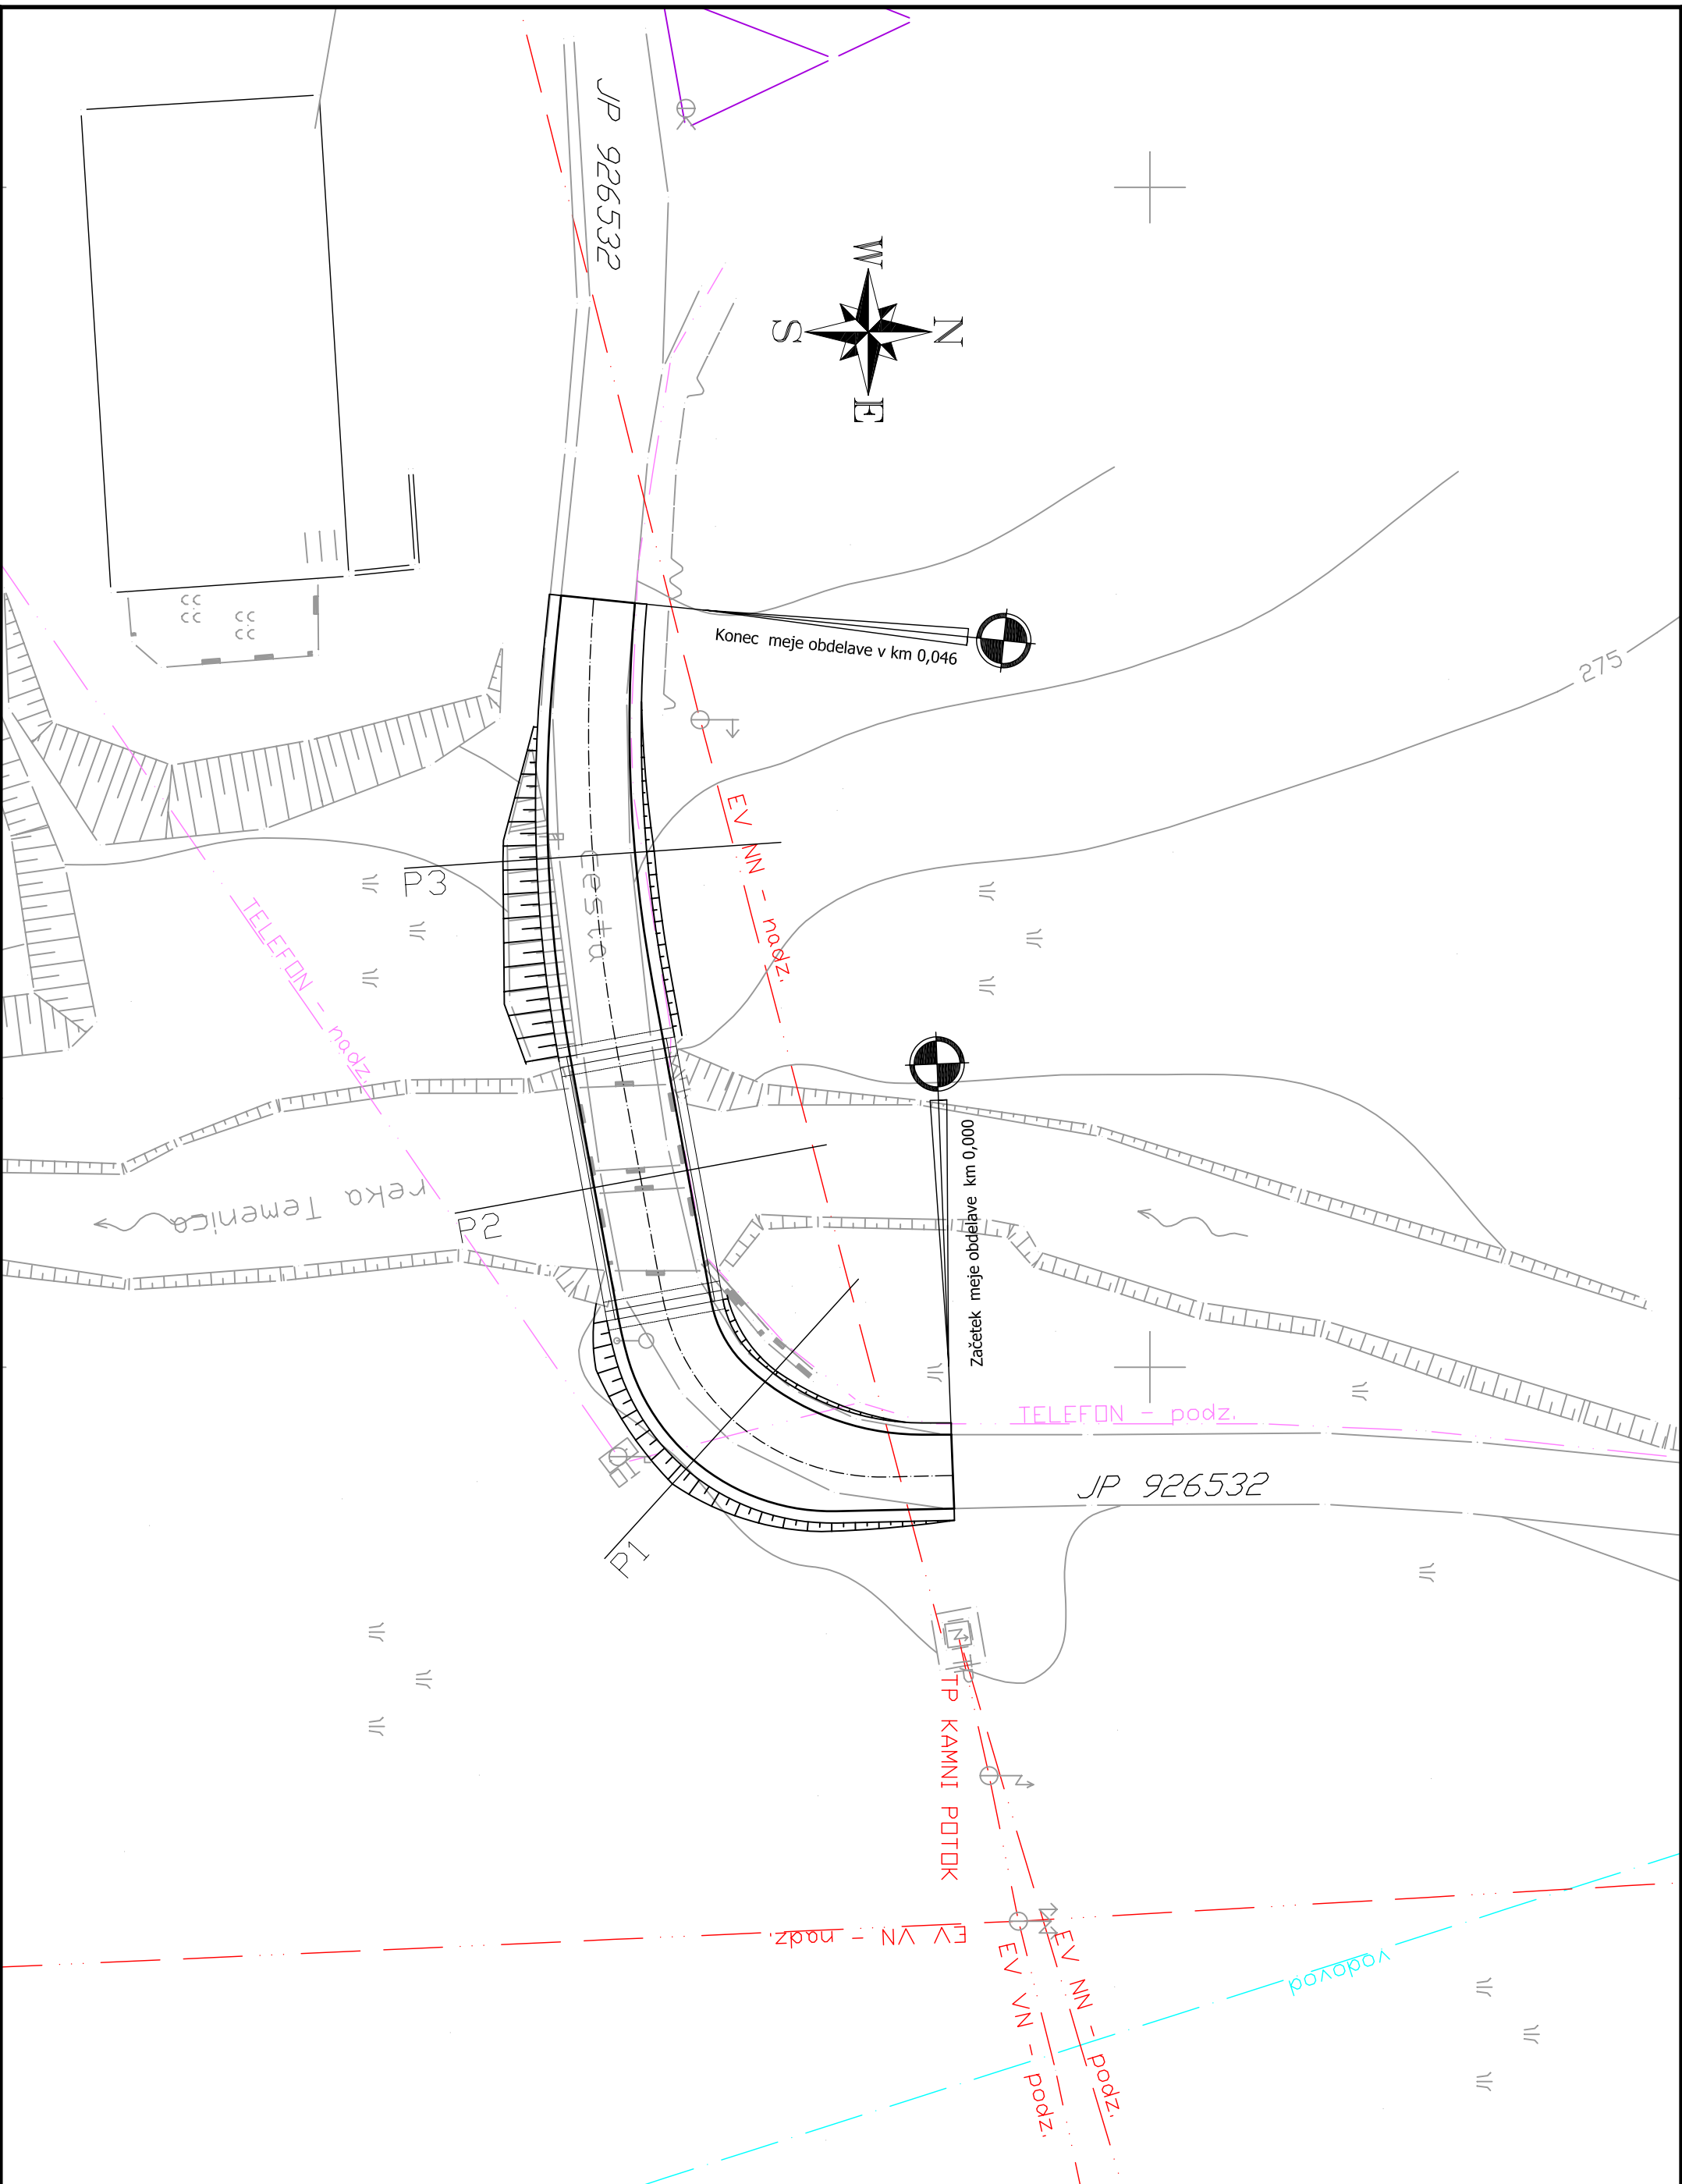 JP 926532
W
N
S
E
Konec  meje obdelave v km 0,046
275
EV NN - nadz.
cesta
P3
TELEFON - nadz.
Začetek  meje obdelave  km 0,000
reka Temenica
P2
TELEFON - podz.
JP 926532
P1
TP KAMNI POTOK
EV VN - nadz.
EV NN - podz.
EV VN - podz.
vodovod